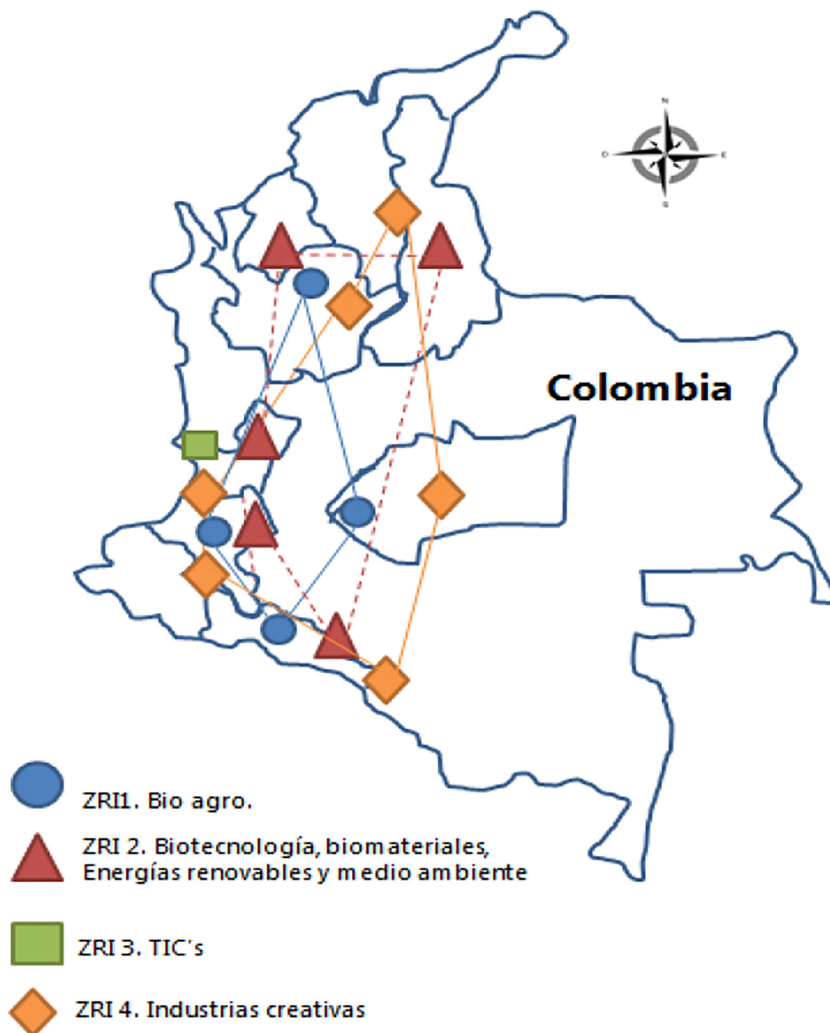 N
O
E
S
Colombia
ZRI1. Bio agro.
ZRI 2. Biotecnología, biomateriales,
Energías renovables y medio ambiente
ZRI 3. TIC's
ZRI 4. Industrias creativas